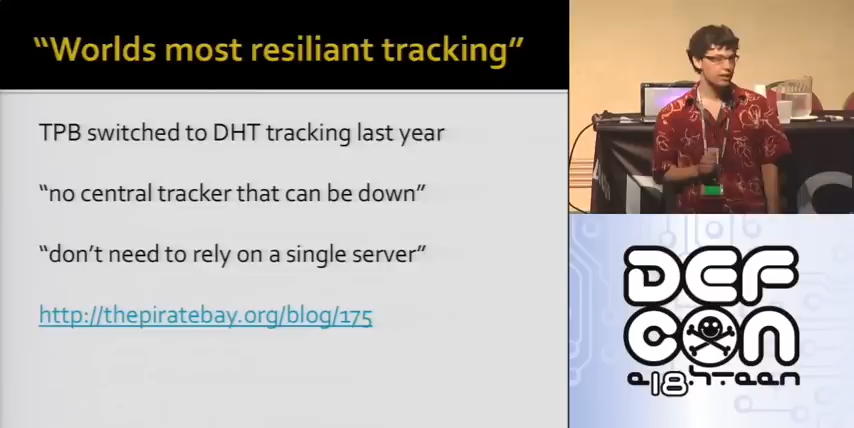 “Worlds most resiliant tracking”
TPB switched to DHT tracking last year
“no central tracker that can be down”
“don’t need to rely on a single server”
http://thepiratebay.org/blog/175
DEF
CON
e18hteen